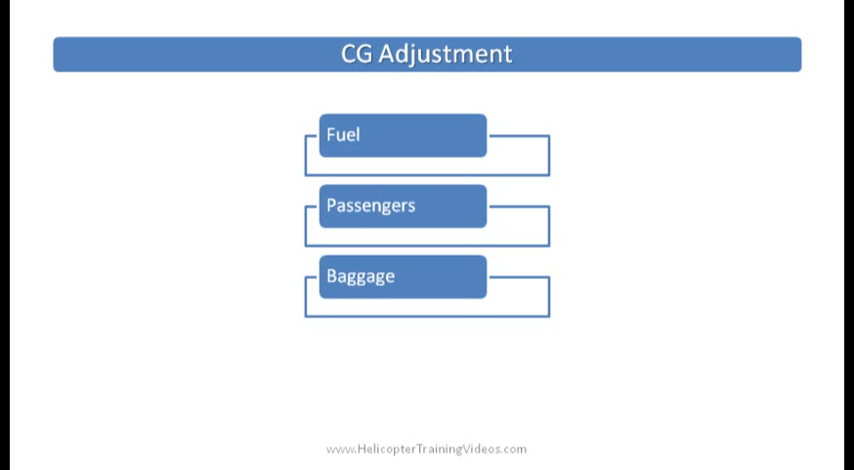 CG Adjustment
Fuel
Passengers
Baggage
www.HelicopterTrainingVideos.com